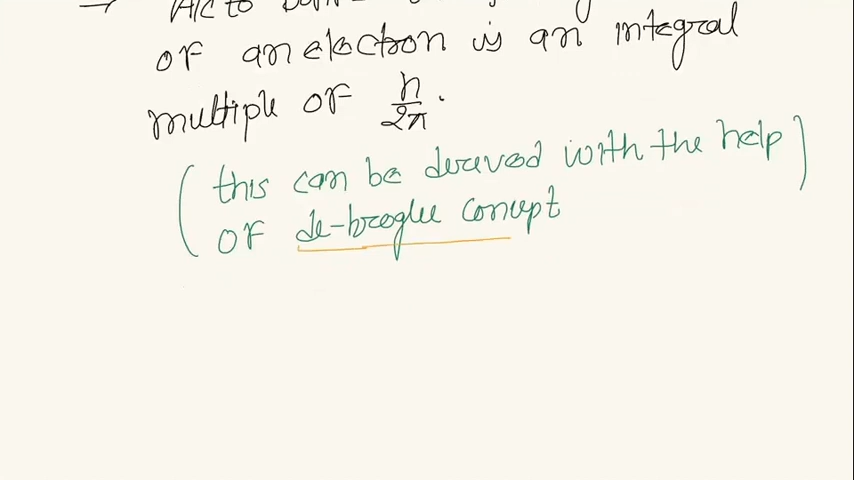 → A/c to
of an electron is an integral
multiple of h/2π.
(this can be derived with the help)
of de-broglie concept